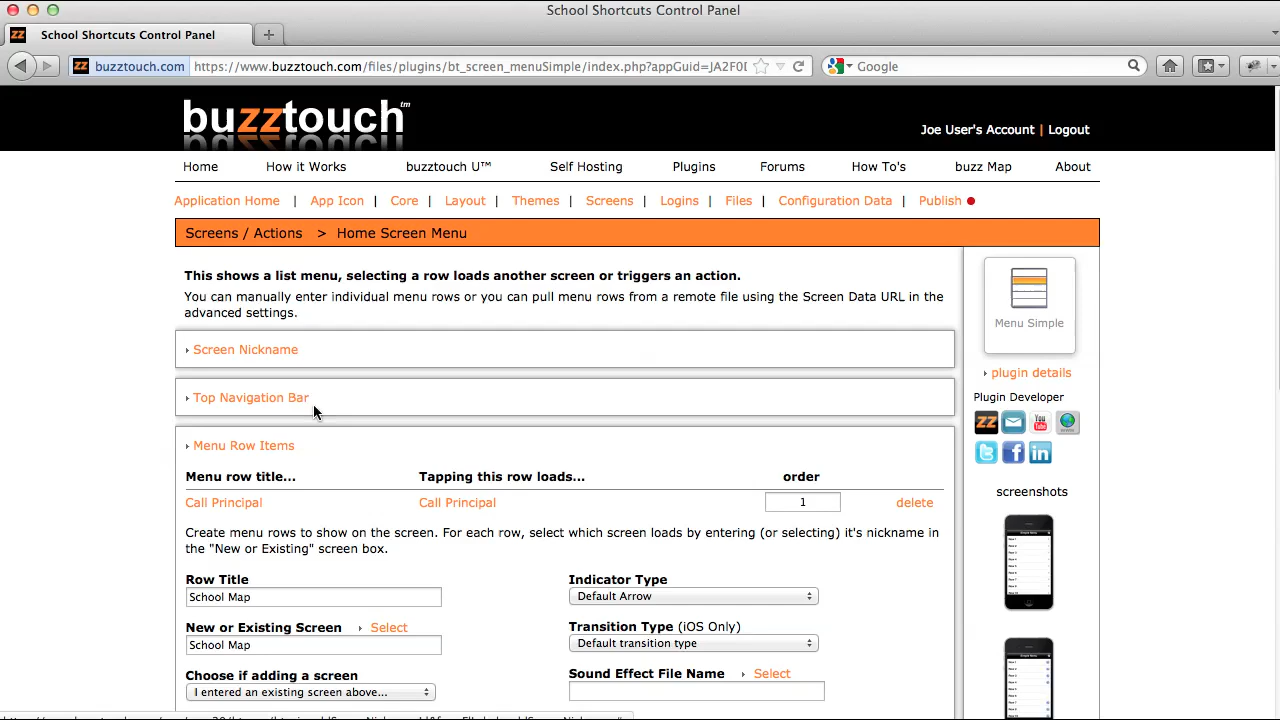 School Shortcuts Control Panel
School Shortcuts Control Panel
buzztouch.com https://www.buzztouch.com/files/plugins/bt_screen_menuSimple/index.php?appGuid=JA2F0D
Google
buzztouch™
Joe User's Account | Logout
Home How it Works buzztouch U™ Self Hosting Plugins Forums How To's buzz Map About
Application Home | App Icon | Core | Layout | Themes | Screens | Logins | Files | Configuration Data | Publish
Screens / Actions > Home Screen Menu
This shows a list menu, selecting a row loads another screen or triggers an action.
You can manually enter individual menu rows or you can pull menu rows from a remote file using the Screen Data URL in the
advanced settings.
Menu Simple
plugin details
Plugin Developer
screenshots
Screen Nickname
Top Navigation Bar
Menu Row Items
Menu row title... Tapping this row loads... order
Call Principal Call Principal 1 delete
Create menu rows to show on the screen. For each row, select which screen loads by entering (or selecting) it's nickname in
the "New or Existing" screen box.
Row Title Indicator Type
School Map Default Arrow
New or Existing Screen Select Transition Type (iOS Only)
School Map Default transition type
Choose if adding a screen Sound Effect File Name Select
I entered an existing screen above...